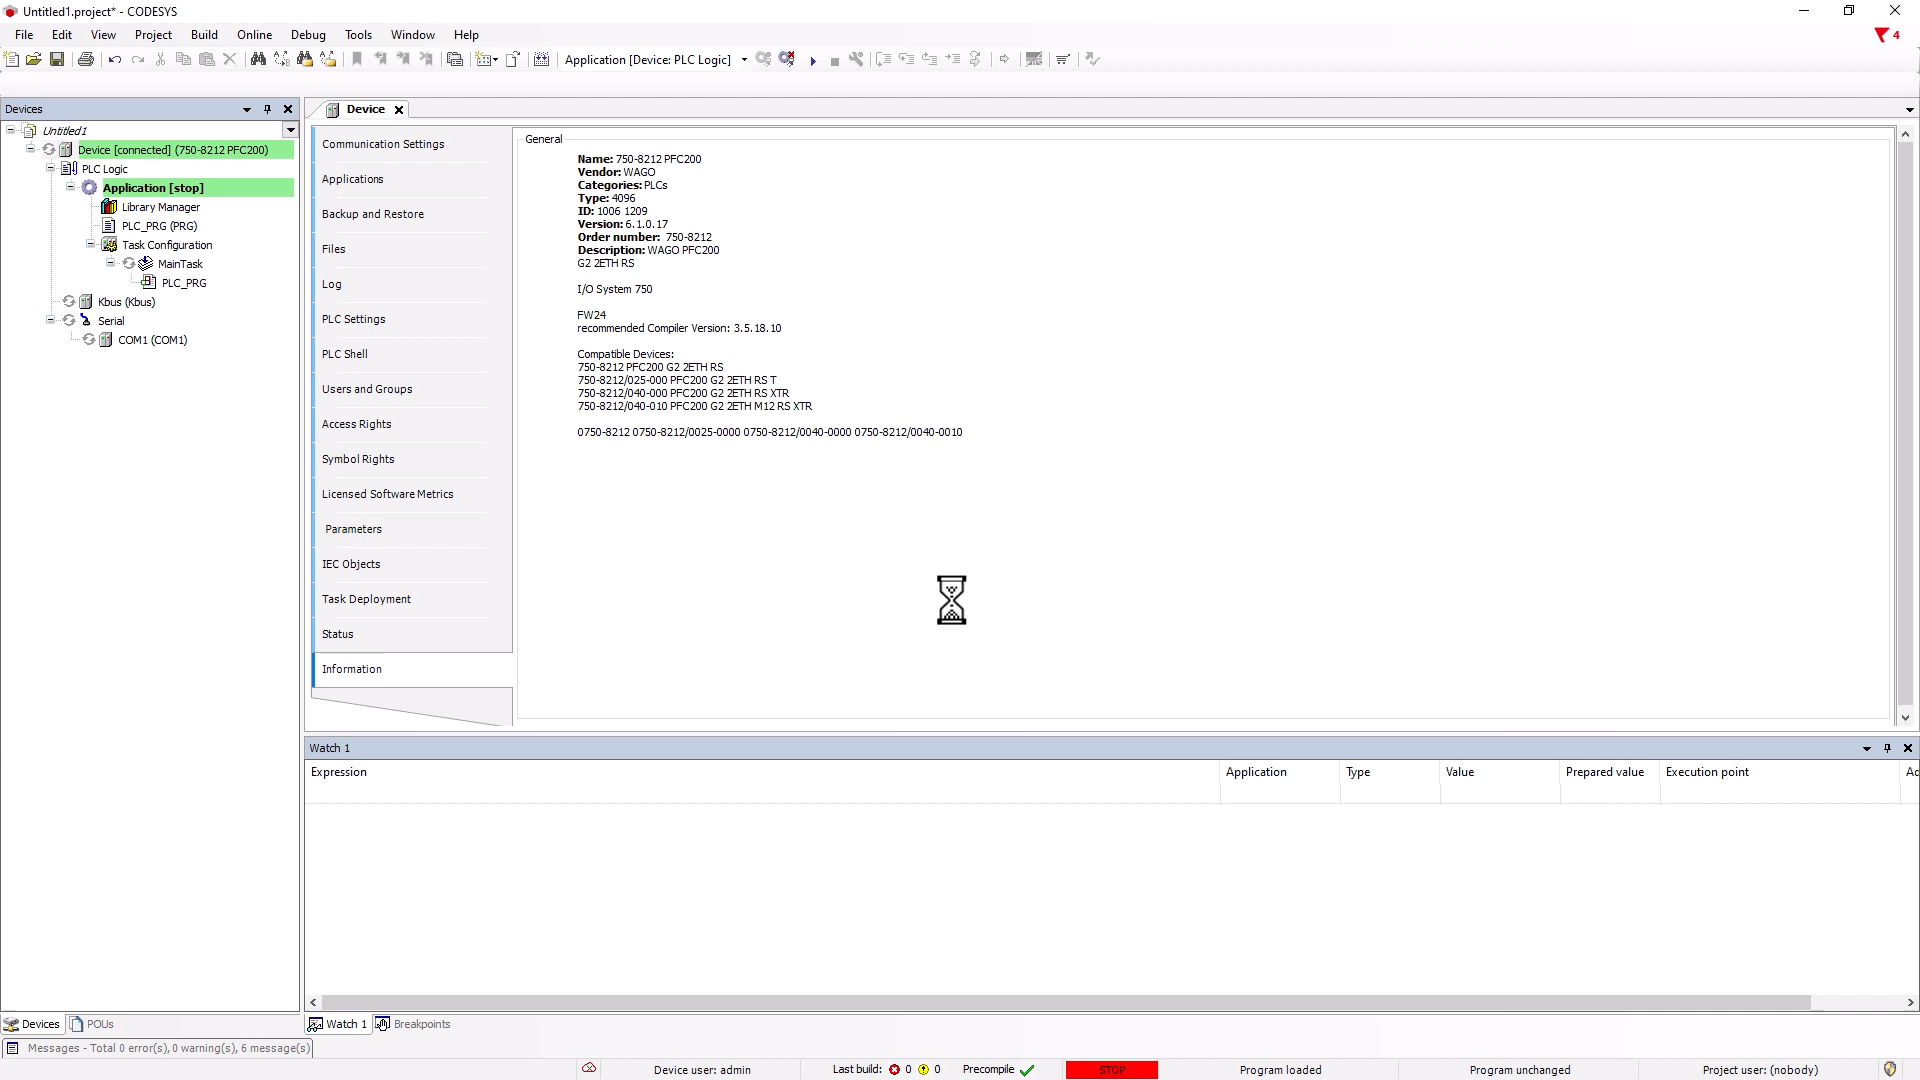 Untitled1.project* - CODESYS
File Edit View Project Build Online Debug Tools Window Help
4
Application [Device: PLC Logic]
Devices
Untitled1
Device [connected] (750-8212 PFC200)
PLC Logic
Application [stop]
Library Manager
PLC_PRG (PRG)
Task Configuration
MainTask
PLC_PRG
Kbus (Kbus)
Serial
COM1 (COM1)
Device
Communication Settings
Applications
Backup and Restore
Files
Log
PLC Settings
PLC Shell
Users and Groups
Access Rights
Symbol Rights
Licensed Software Metrics
Parameters
IEC Objects
Task Deployment
Status
Information
General
Name: 750-8212 PFC200
Vendor: WAGO
Categories: PLCs
Type: 4096
ID: 1006 1209
Version: 6.1.0.17
Order number: 750-8212
Description: WAGO PFC200
G2 2ETH RS
I/O System 750
FW24
recommended Compiler Version: 3.5.18.10
Compatible Devices:
750-8212 PFC200 G2 2ETH RS
750-8212/025-000 PFC200 G2 2ETH RS T
750-8212/040-000 PFC200 G2 2ETH RS XTR
750-8212/040-010 PFC200 G2 2ETH M12 RS XTR
0750-8212 0750-8212/0025-0000 0750-8212/0040-0000 0750-8212/0040-0010
Watch 1
Expression Application Type Value Prepared value Execution point Ad
Devices POUs
Watch 1 Breakpoints
Messages - Total 0 error(s), 0 warning(s), 6 message(s)
Device user: admin Last build: 0 0 Precompile STOP Program loaded Program unchanged Project user: (nobody)